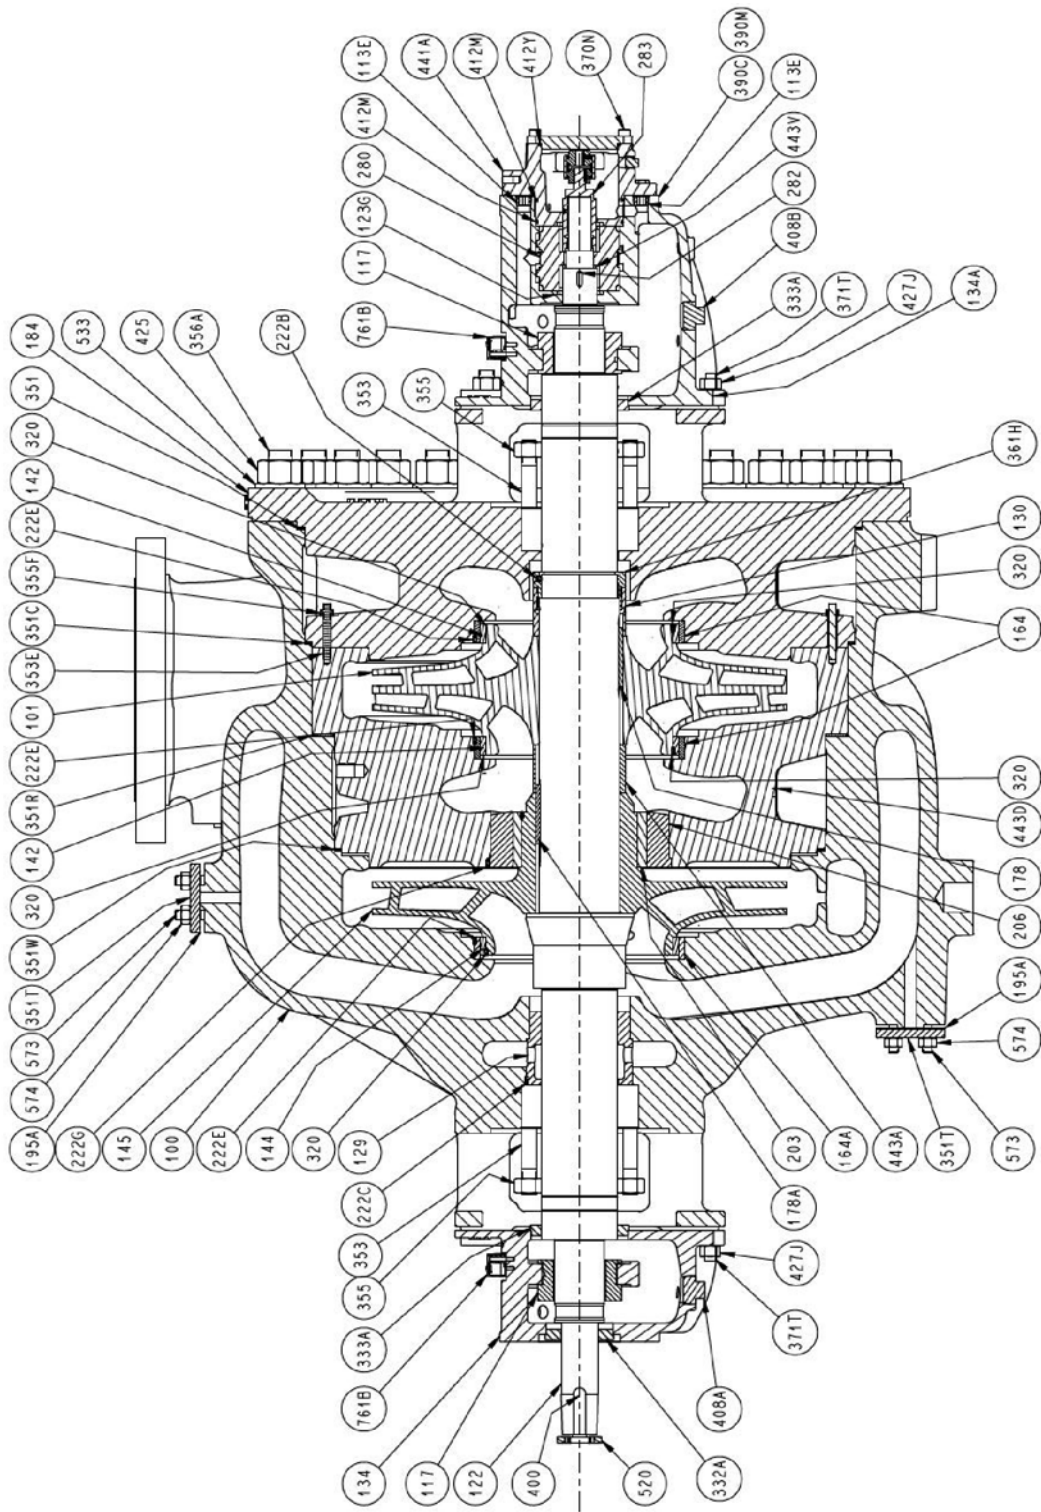 113E
441A
412M
412Y
370N
283
390M
390C
113E
443V
282
408B
333A
371T
427J
134A
412M
280
123G
117
761B
222B
353
355
361H
130
320
164
356A
425
533
184
351
320
142
222E
355F
351C
353E
101
222E
351R
142
320
351W
351T
573
574
195A
222G
145
100
222E
144
320
129
222C
353
355
333A
761B
134
117
122
400
520
332A
408A
371T
427J
178A
203
164A
443A
351T
573
574
195A
206
178
443D
320